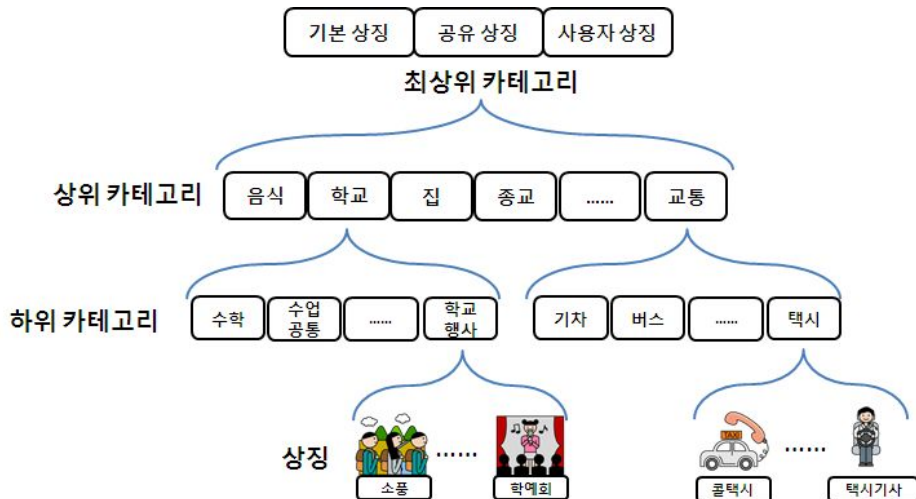 기본 상징 공유 상징 사용자 상징
최상위 카테고리
상위 카테고리 음식 학교 집 종교 ...... 교통
하위 카테고리 수학 수업 공통 ...... 학교 행사 기차 버스 ...... 택시
상징 ...... TAXI ......
소풍 학예회 콜택시 택시기사